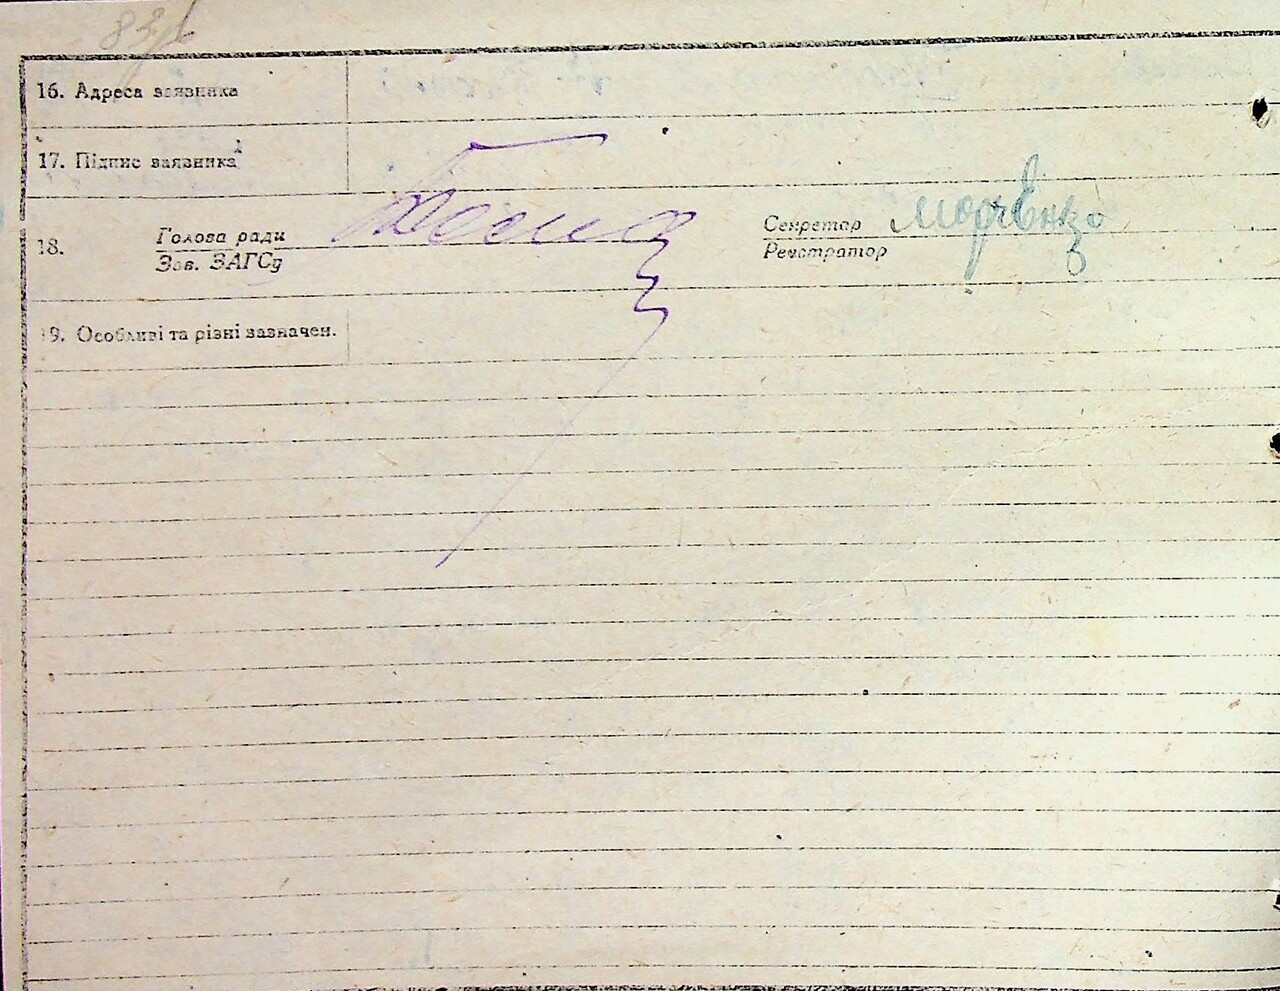 16. Адреса заявника
17. Підпис заявника
18. Голова ради Секретар
Зав. ЗАГСу Реєстратор
19. Особливі та різні зазначен.